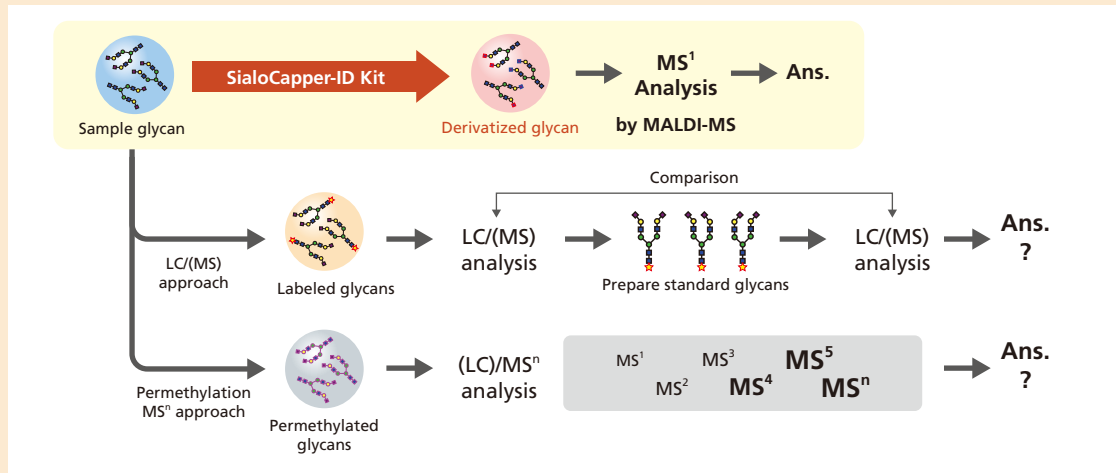 SialoCapper-ID Kit
MS¹
Analysis
Ans.
Sample glycan
Derivatized glycan
by MALDI-MS
Comparison
LC/(MS)
approach
Labeled glycans
LC/(MS)
analysis
Prepare standard glycans
LC/(MS)
analysis
Ans.
?
Permethylation
MSⁿ approach
Permethylated
glycans
(LC)/MSⁿ
analysis
MS¹ MS³ MS⁵
MS² MS⁴ MSⁿ
Ans.
?